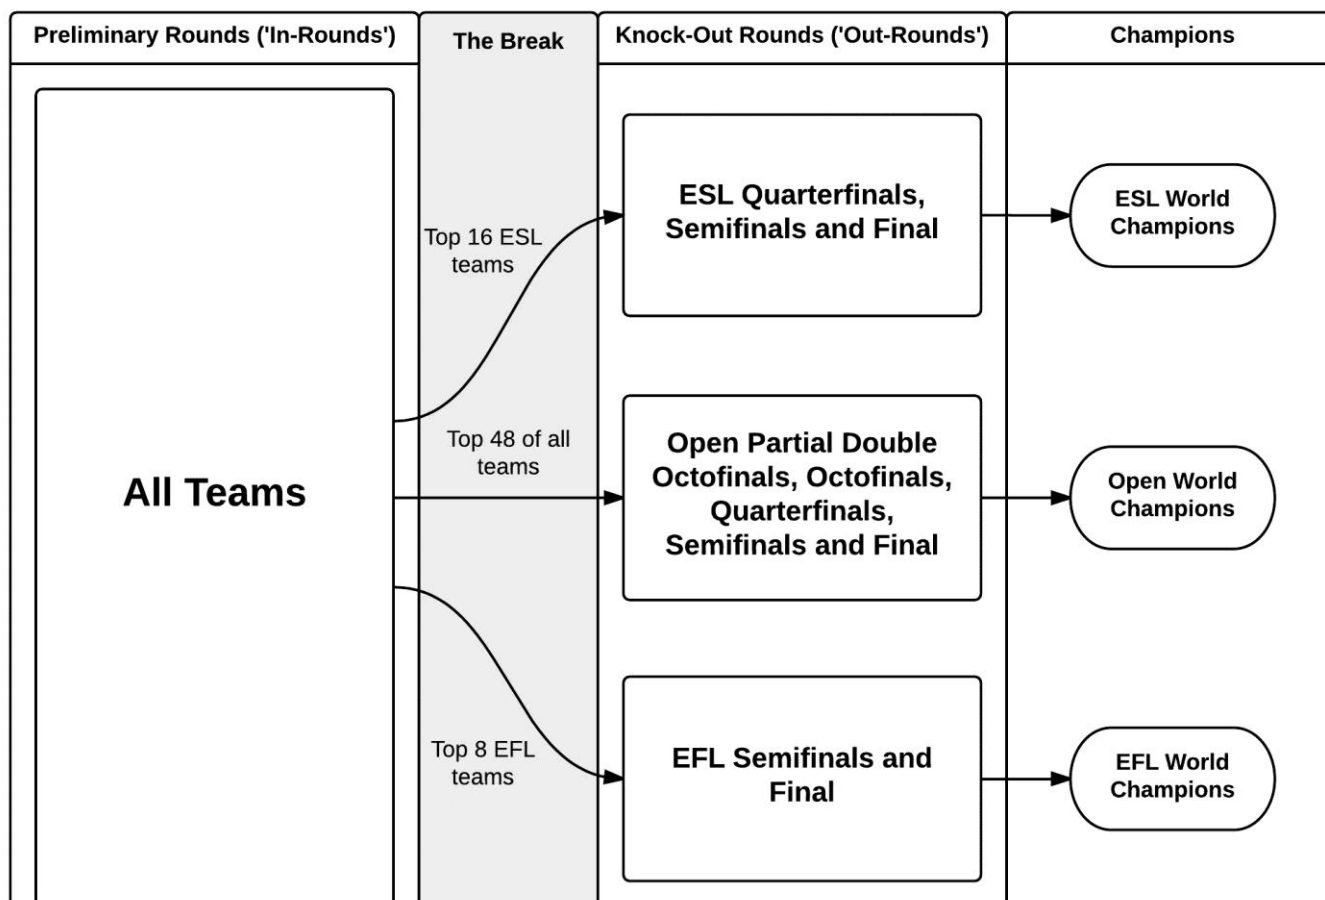 Preliminary Rounds ('In-Rounds')
The Break
Knock-Out Rounds ('Out-Rounds')
Champions
All Teams
Top 16 ESL
teams
ESL Quarterfinals,
Semifinals and Final
ESL World
Champions
Top 48 of all
teams
Open Partial Double
Octofinals, Octofinals,
Quarterfinals,
Semifinals and Final
Open World
Champions
Top 8 EFL
teams
EFL Semifinals and
Final
EFL World
Champions